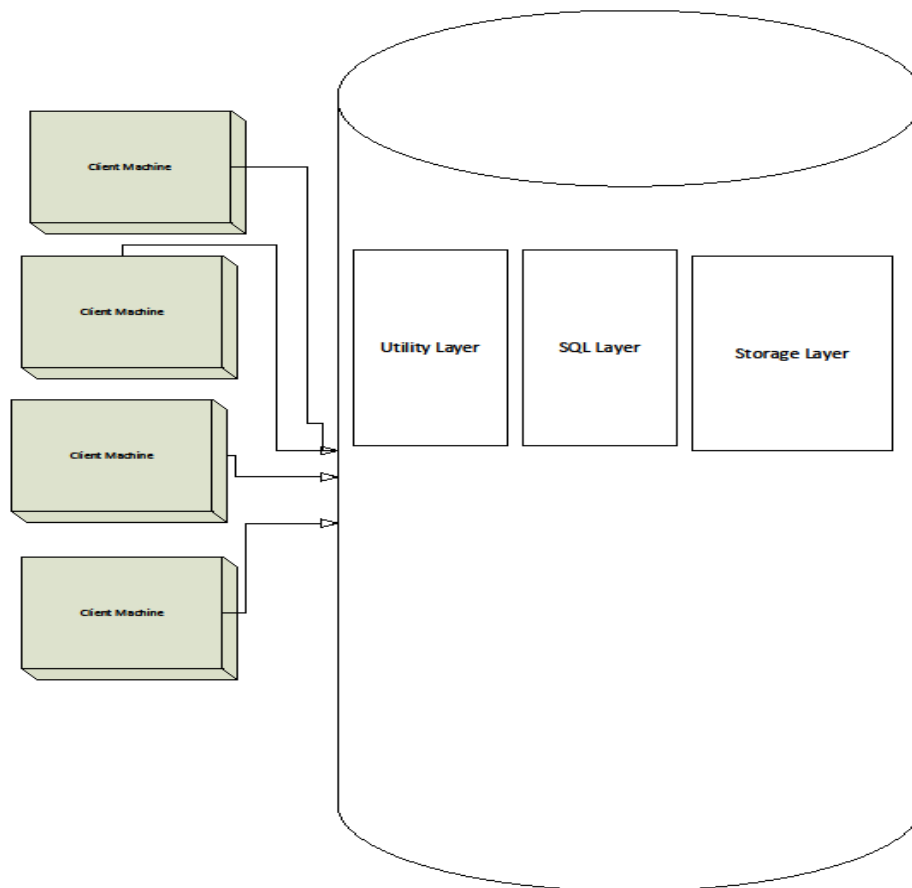 Client Machine
Client Machine
Client Machine
Client Machine
Utility Layer
SQL Layer
Storage Layer